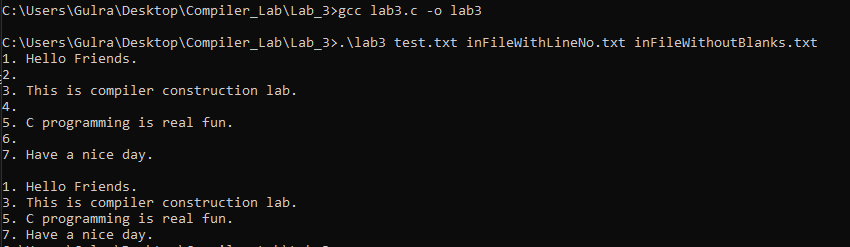 C:\Users\Gulra\Desktop\Compiler_Lab\Lab_3>gcc lab3.c -o lab3
C:\Users\Gulra\Desktop\Compiler_Lab\Lab_3>.\lab3 test.txt inFileWithLineNo.txt inFileWithoutBlanks.txt
1. Hello Friends.
2.
3. This is compiler construction lab.
4.
5. C programming is real fun.
6.
7. Have a nice day.
1. Hello Friends.
3. This is compiler construction lab.
5. C programming is real fun.
7. Have a nice day.